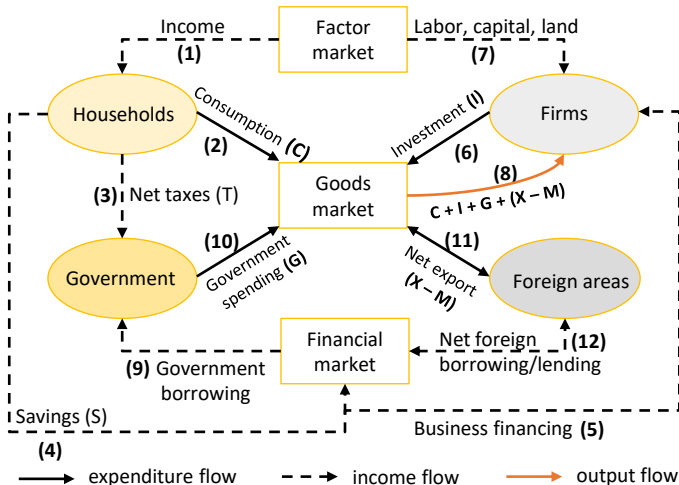 Income
(1)
Factor
market
Labor, capital, land
(7)
Households
Consumption (C)
(2)
Investment (I)
(6)
Firms
(3) Net taxes (T)
Goods
market
(8)
C + I + G + (X – M)
Government
(10)
Government
spending (G)
(11)
Net export
(X – M)
Foreign areas
(9) Government
borrowing
Financial
market
Net foreign
borrowing/lending
(12)
Savings (S)
(4)
Business financing (5)
expenditure flow
income flow
output flow